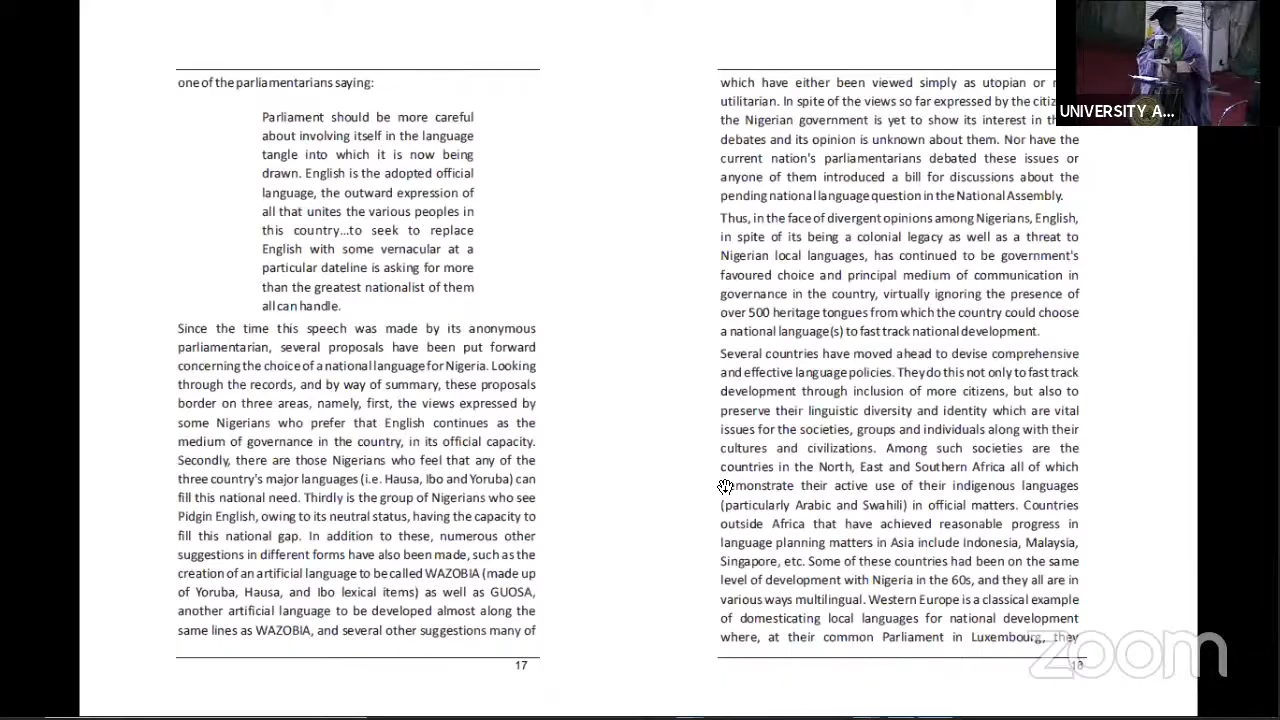 one of the parliamentarians saying:
Parliament should be more careful
about involving itself in the language
tangle into which it is now being
drawn. English is the adopted official
language, the outward expression of
all that unites the various peoples in
this country...to seek to replace
English with some vernacular at a
particular dateline is asking for more
than the greatest nationalist of them
all can handle.
Since the time this speech was made by its anonymous
parliamentarian, several proposals have been put forward
concerning the choice of a national language for Nigeria. Looking
through the records, and by way of summary, these proposals
border on three areas, namely, first, the views expressed by
some Nigerians who prefer that English continues as the
medium of governance in the country, in its official capacity.
Secondly, there are those Nigerians who feel that any of the
three country's major languages (i.e. Hausa, Ibo and Yoruba) can
fill this national need. Thirdly is the group of Nigerians who see
Pidgin English, owing to its neutral status, having the capacity to
fill this national gap. In addition to these, numerous other
suggestions in different forms have also been made, such as the
creation of an artificial language to be called WAZOBIA (made up
of Yoruba, Hausa, and Ibo lexical items) as well as GUOSA,
another artificial language to be developed almost along the
same lines as WAZOBIA, and several other suggestions many of
17
which have either been viewed simply as utopian or
utilitarian. In spite of the views so far expressed by the
the Nigerian government is yet to show its interest in
debates and its opinion is unknown about them. Nor have the
current nation's parliamentarians debated these issues or
anyone of them introduced a bill for discussions about the
pending national language question in the National Assembly.
Thus, in the face of divergent opinions among Nigerians, English,
in spite of its being a colonial legacy as well as a threat to
Nigerian local languages, has continued to be government's
favoured choice and principal medium of communication in
governance in the country, virtually ignoring the presence of
over 500 heritage tongues from which the country could choose
a national language(s) to fast track national development.
Several countries have moved ahead to devise comprehensive
and effective language policies. They do this not only to fast track
development through inclusion of more citizens, but also to
preserve their linguistic diversity and identity which are vital
issues for the societies, groups and individuals along with their
cultures and civilizations. Among such societies are the
countries in the North, East and Southern Africa all of which
demonstrate their active use of their indigenous languages
(particularly Arabic and Swahili) in official matters. Countries
outside Africa that have achieved reasonable progress in
language planning matters in Asia include Indonesia, Malaysia,
Singapore, etc. Some of these countries had been on the same
level of development with Nigeria in the 60s, and they all are in
various ways multilingual. Western Europe is a classical example
of domesticating local languages for national development
where, at their common Parliament in Luxembourg, they
18
UNIVERSITY A...
zoom